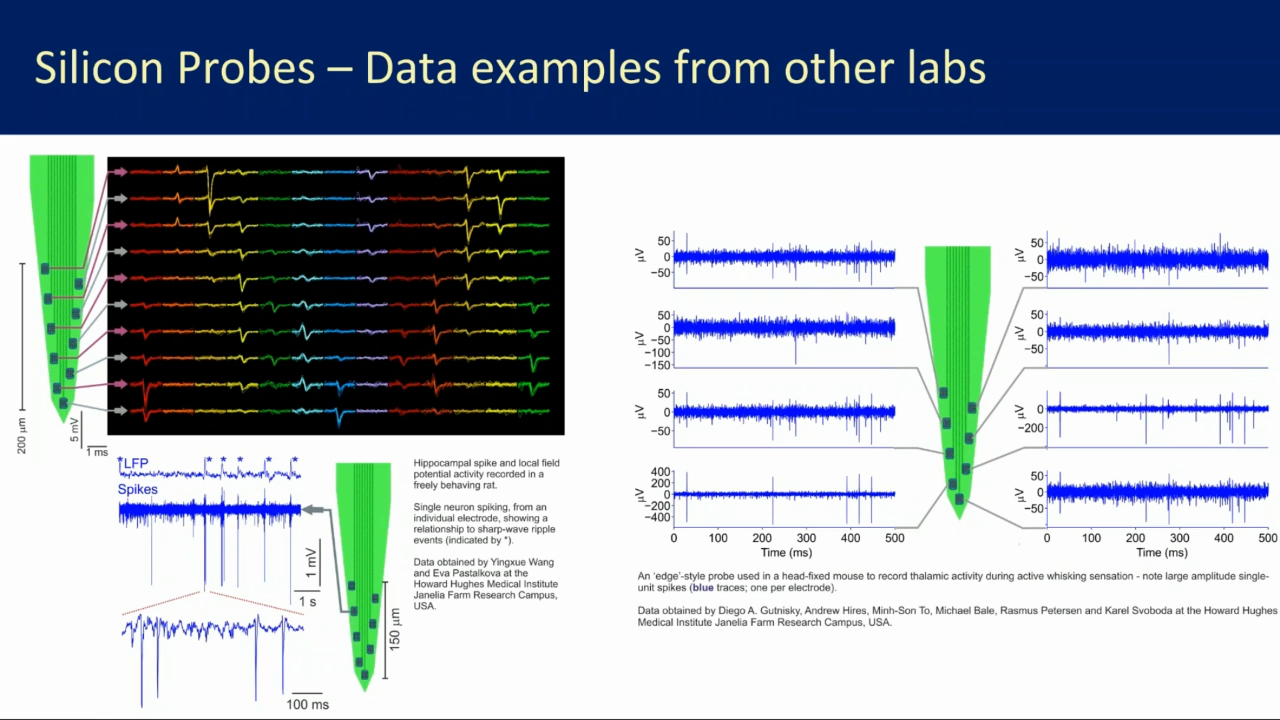 Silicon Probes – Data examples from other labs
200 µm
5 mV
1 ms
*LFP * * * * *
Spikes
1 mV
1 s
100 ms
150 µm
Hippocampal spike and local field
potential activity recorded in a
freely behaving rat.
Single neuron spiking, from an
individual electrode, showing a
relationship to sharp-wave ripple
events (indicated by *).
Data obtained by Yingxue Wang
and Eva Pastalkova at the
Howard Hughes Medical Institute
Janelia Farm Research Campus,
USA.
µV
50
0
−50
µV
50
0
−50
−100
−150
µV
50
0
−50
µV
400
200
0
−200
−400
0 100 200 300 400 500
Time (ms)
µV
50
0
−50
µV
50
0
−50
µV
0
−200
µV
50
0
−50
0 100 200 300 400 500
Time (ms)
An ‘edge’-style probe used in a head-fixed mouse to record thalamic activity during active whisking sensation - note large amplitude single-
unit spikes (blue traces; one per electrode).
Data obtained by Diego A. Gutnisky, Andrew Hires, Minh-Son To, Michael Bale, Rasmus Petersen and Karel Svoboda at the Howard Hughes
Medical Institute Janelia Farm Research Campus, USA.